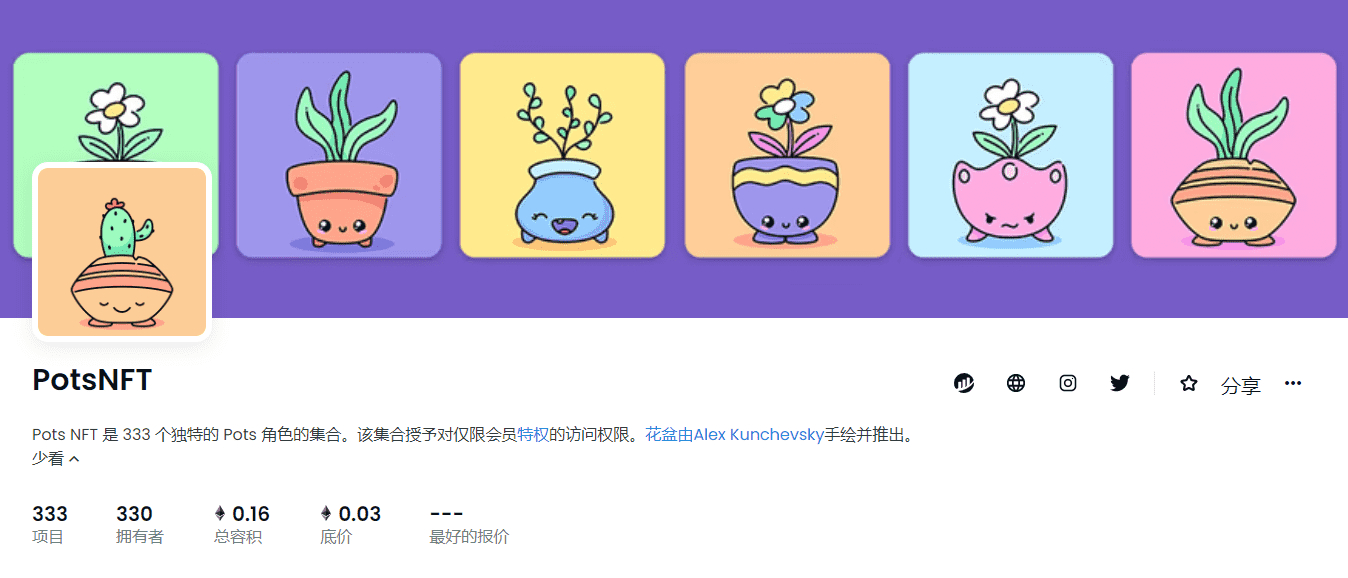 PotsNFT
分享
Pots NFT 是 333 个独特的 Pots 角色的集合。该集合授予对仅限会员特权的访问权限。花盆由Alex Kunchevsky手绘并推出。
少看
333 330 0.16 0.03 ---
项目 拥有者 总容积 底价 最好的报价